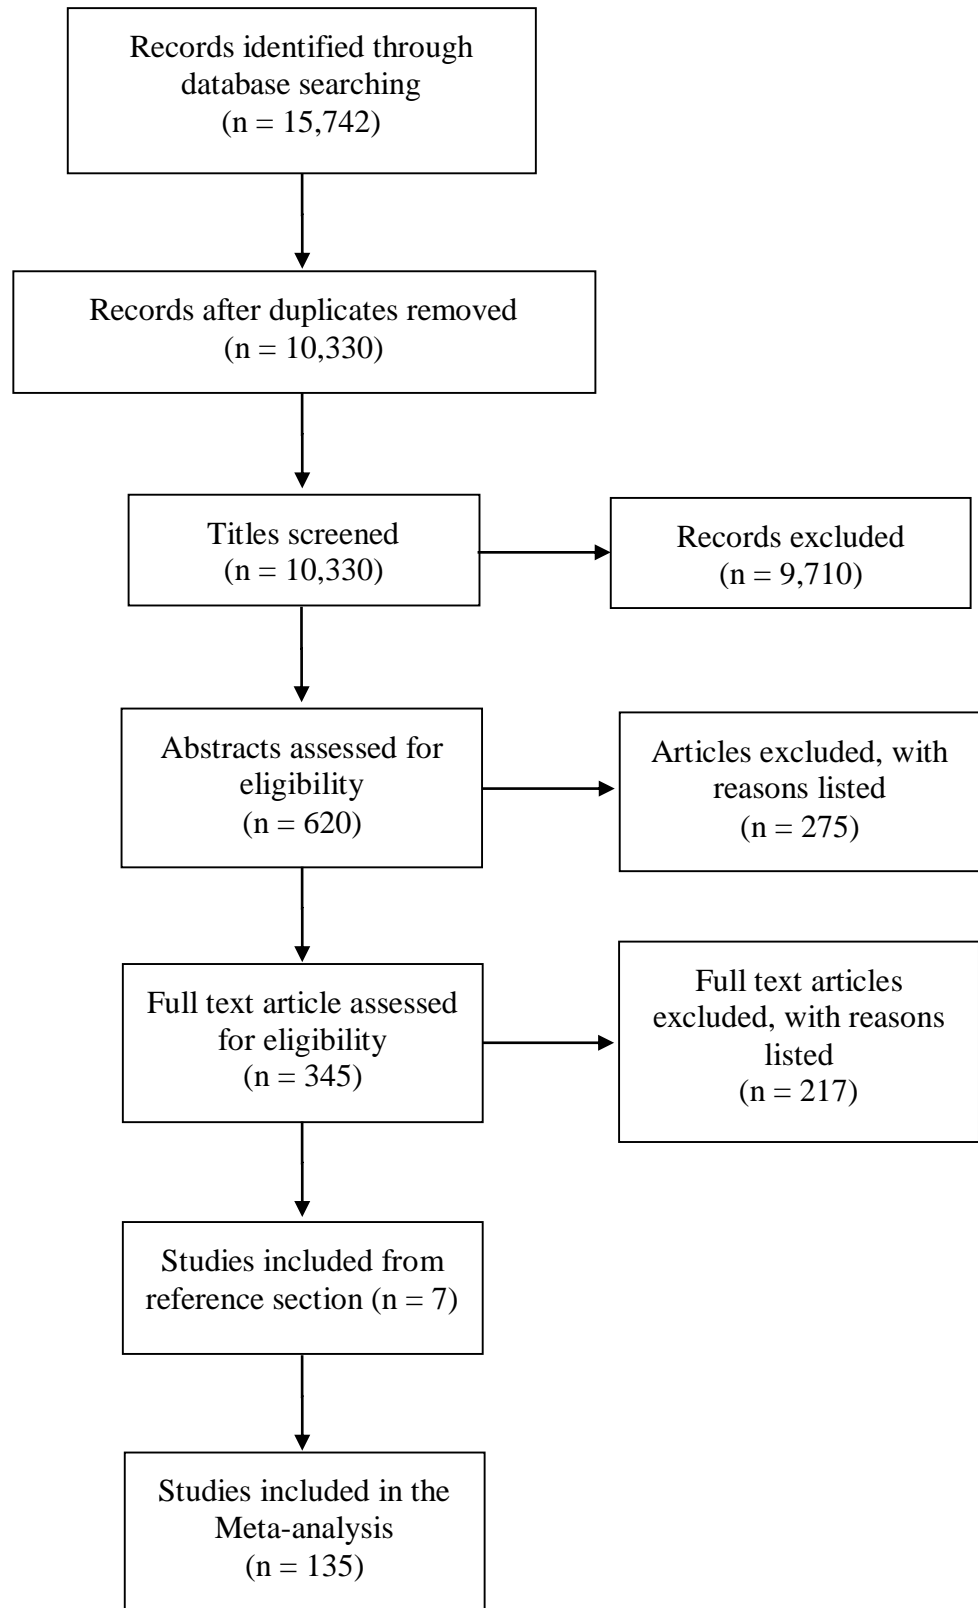 Records identified through
database searching
(n = 15,742)
Records after duplicates removed
(n = 10,330)
Titles screened
(n = 10,330)
Records excluded
(n = 9,710)
Abstracts assessed for
eligibility
(n = 620)
Articles excluded, with
reasons listed
(n = 275)
Full text article assessed
for eligibility
(n = 345)
Full text articles
excluded, with reasons
listed
(n = 217)
Studies included from
reference section (n = 7)
Studies included in the
Meta-analysis
(n = 135)